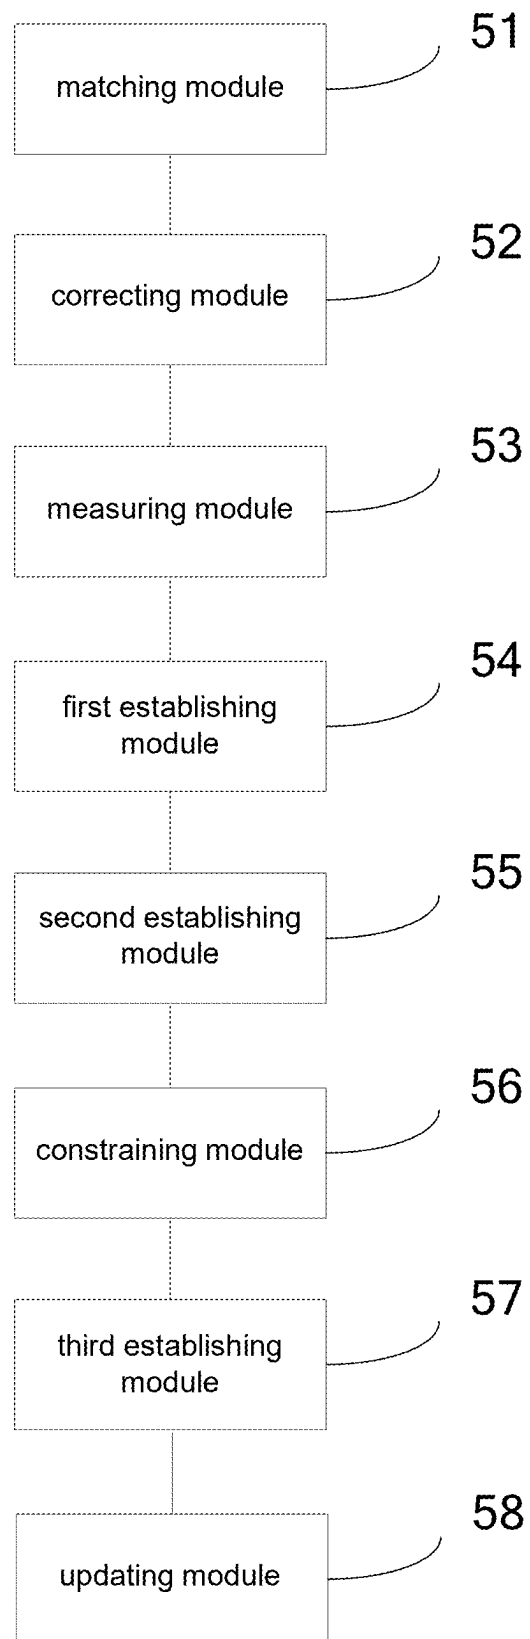 51
matching module
52
correcting module
53
measuring module
54
first establishing
module
55
second establishing
module
56
constraining module
57
third establishing
module
58
updating module